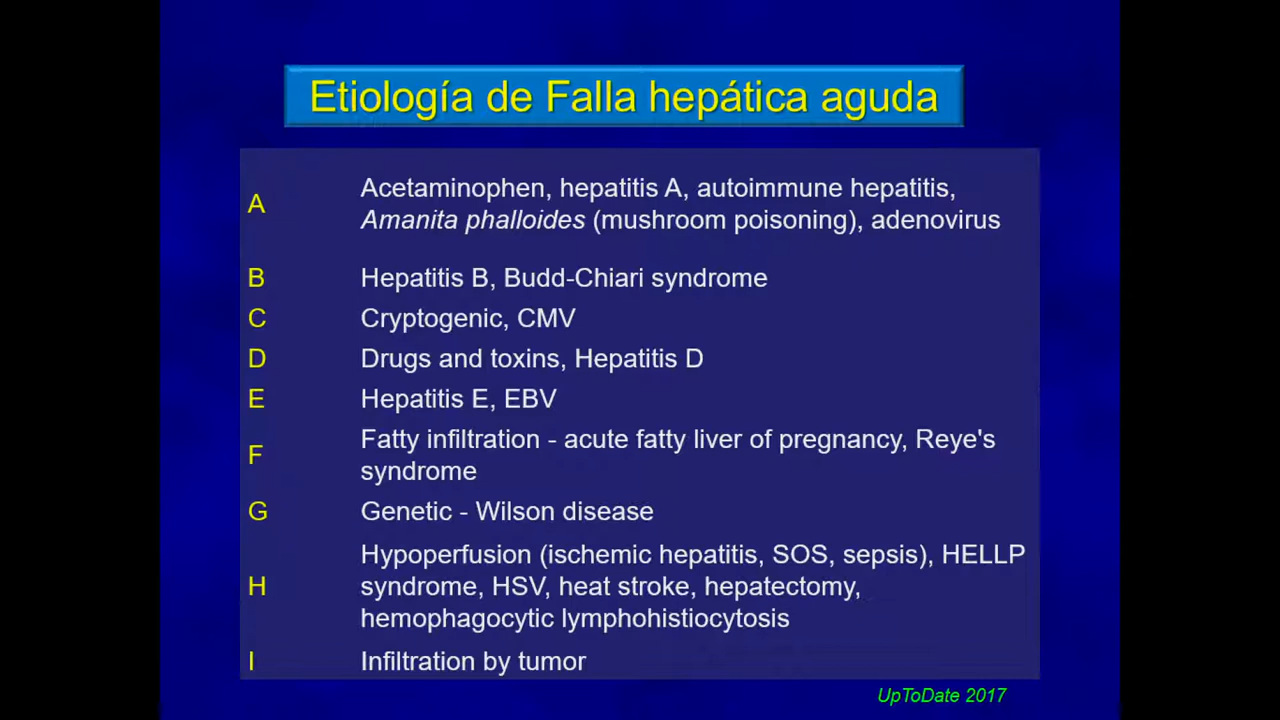 Etiología de Falla hepática aguda
A
Acetaminophen, hepatitis A, autoimmune hepatitis,
Amanita phalloides (mushroom poisoning), adenovirus
B
Hepatitis B, Budd-Chiari syndrome
C
Cryptogenic, CMV
D
Drugs and toxins, Hepatitis D
E
Hepatitis E, EBV
F
Fatty infiltration - acute fatty liver of pregnancy, Reye's
syndrome
G
Genetic - Wilson disease
H
Hypoperfusion (ischemic hepatitis, SOS, sepsis), HELLP
syndrome, HSV, heat stroke, hepatectomy,
hemophagocytic lymphohistiocytosis
I
Infiltration by tumor
UpToDate 2017